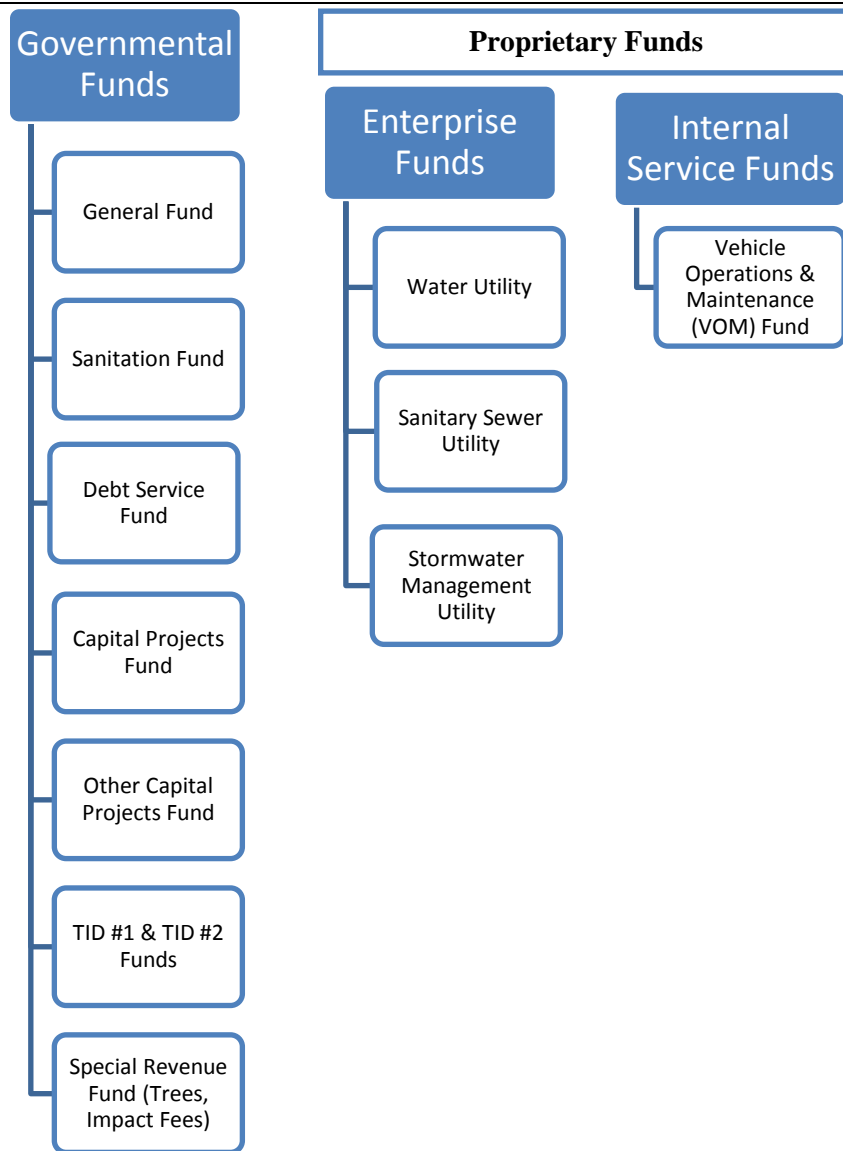 Governmental
Funds
General Fund
Sanitation Fund
Debt Service
Fund
Capital Projects
Fund
Other Capital
Projects Fund
TID #1 & TID #2
Funds
Special Revenue
Fund (Trees,
Impact Fees)
Proprietary Funds
Enterprise
Funds
Water Utility
Sanitary Sewer
Utility
Stormwater
Management
Utility
Internal
Service Funds
Vehicle
Operations &
Maintenance
(VOM) Fund